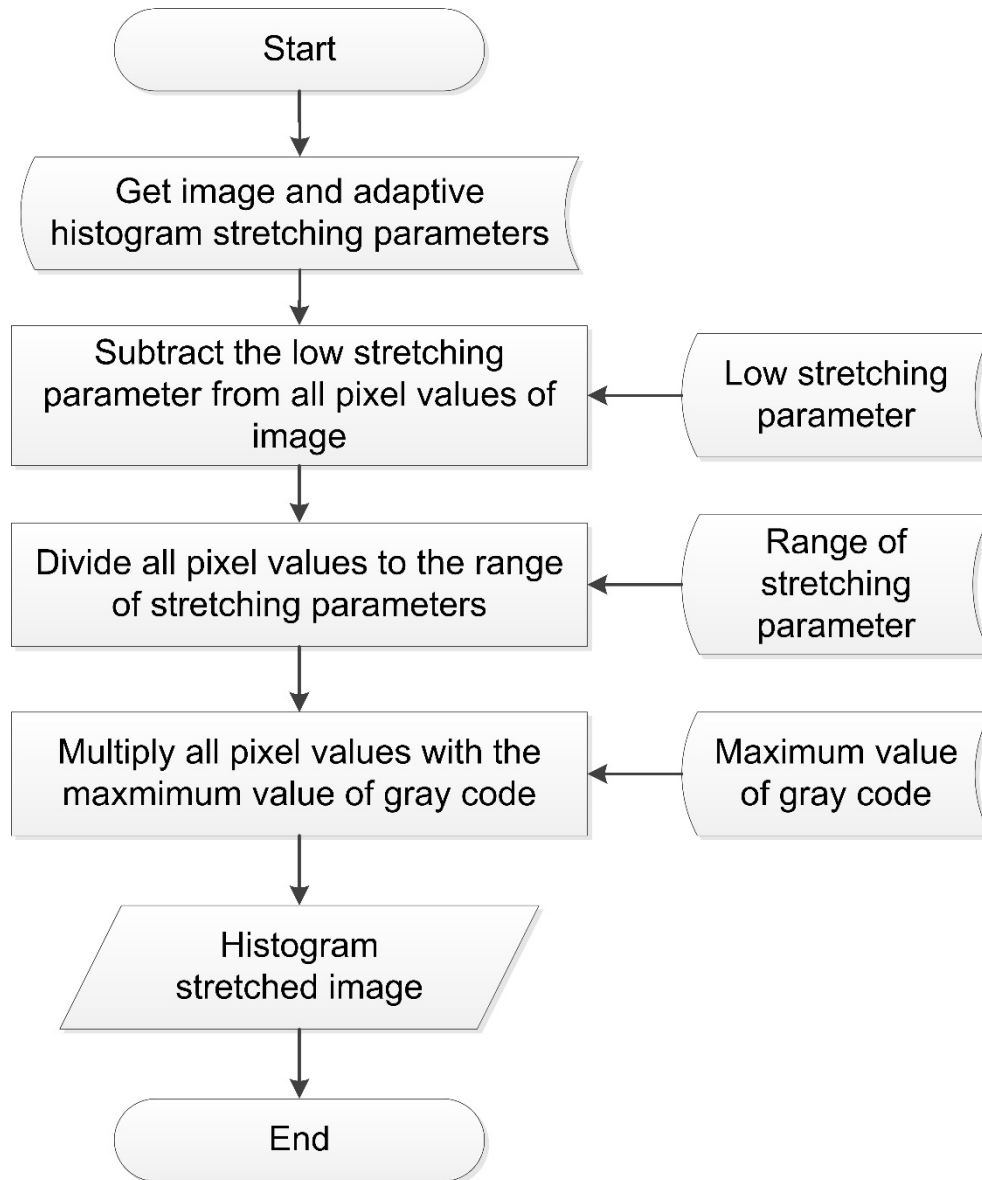 Start
Get image and adaptive
histogram stretching parameters
Subtract the low stretching
parameter from all pixel values of
image
Low stretching
parameter
Divide all pixel values to the range
of stretching parameters
Range of
stretching
parameter
Multiply all pixel values with the
maxmimum value of gray code
Maximum value
of gray code
Histogram
stretched image
End